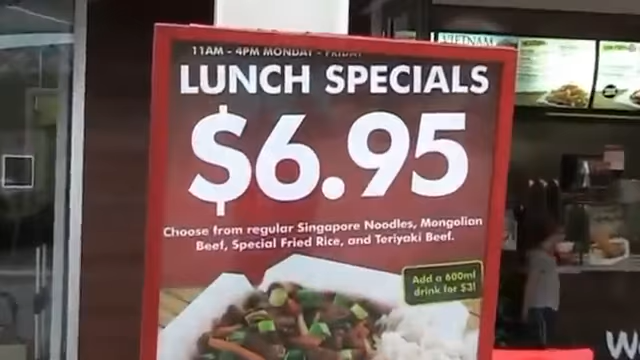 11AM - 4PM MONDAY - FRIDAY
LUNCH SPECIALS
$6.95
Choose from regular Singapore Noodles, Mongolian
Beef, Special Fried Rice, and Teriyaki Beef.
Add a 600ml
drink for $3!
VIETNAM
W